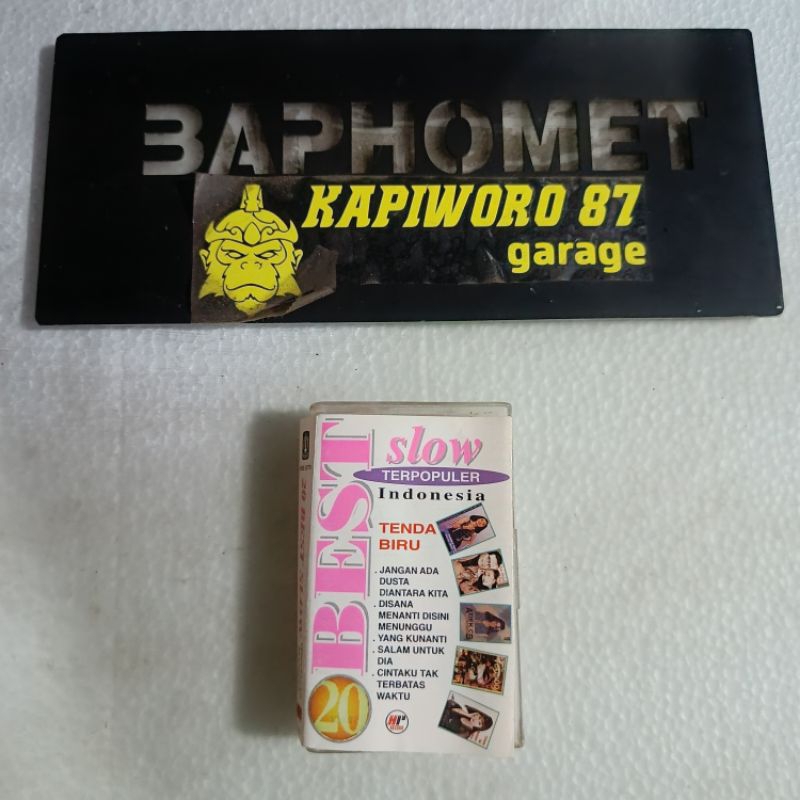 BAPHOMET
KAPIWORO 87
garage
20 BEST
slow
TERPOPULER
Indonesia
TENDA
BIRU
. JANGAN ADA
DUSTA
DIANTARA KITA
. DISANA
MENANTI DISINI
MENUNGGU
. YANG KUNANTI
. SALAM UNTUK
DIA
. CINTAKU TAK
TERBATAS
WAKTU